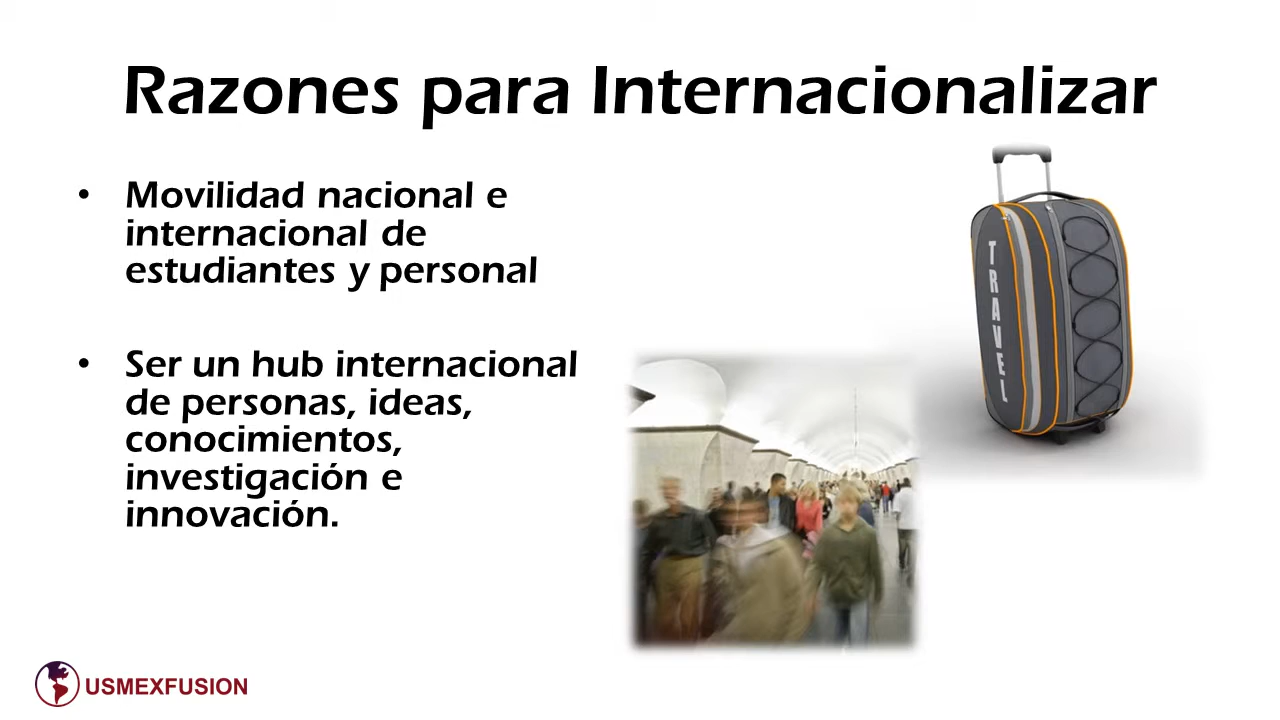 Razones para Internacionalizar
• Movilidad nacional e
internacional de
estudiantes y personal
• Ser un hub internacional
de personas, ideas,
conocimientos,
investigación e
innovación.
TRAVEL
USMEXFUSION